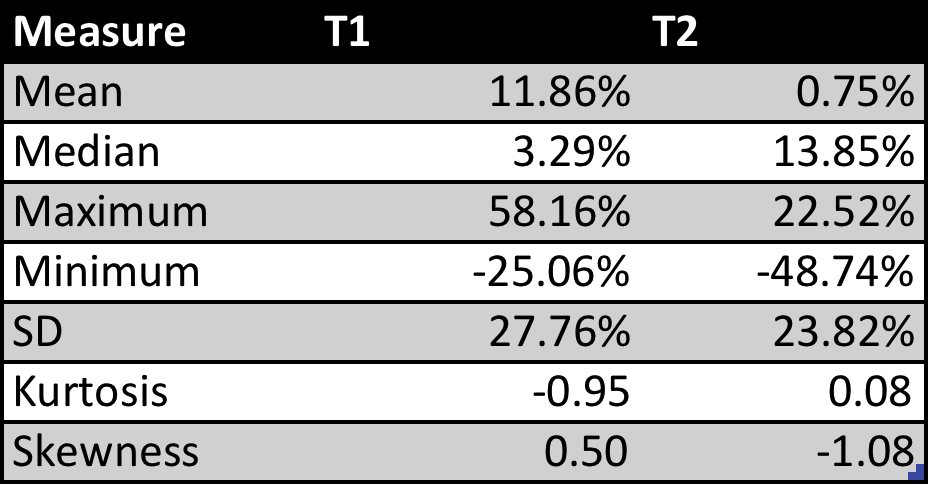 Measure T1 T2
Mean 11.86% 0.75%
Median 3.29% 13.85%
Maximum 58.16% 22.52%
Minimum -25.06% -48.74%
SD 27.76% 23.82%
Kurtosis -0.95 0.08
Skewness 0.50 -1.08